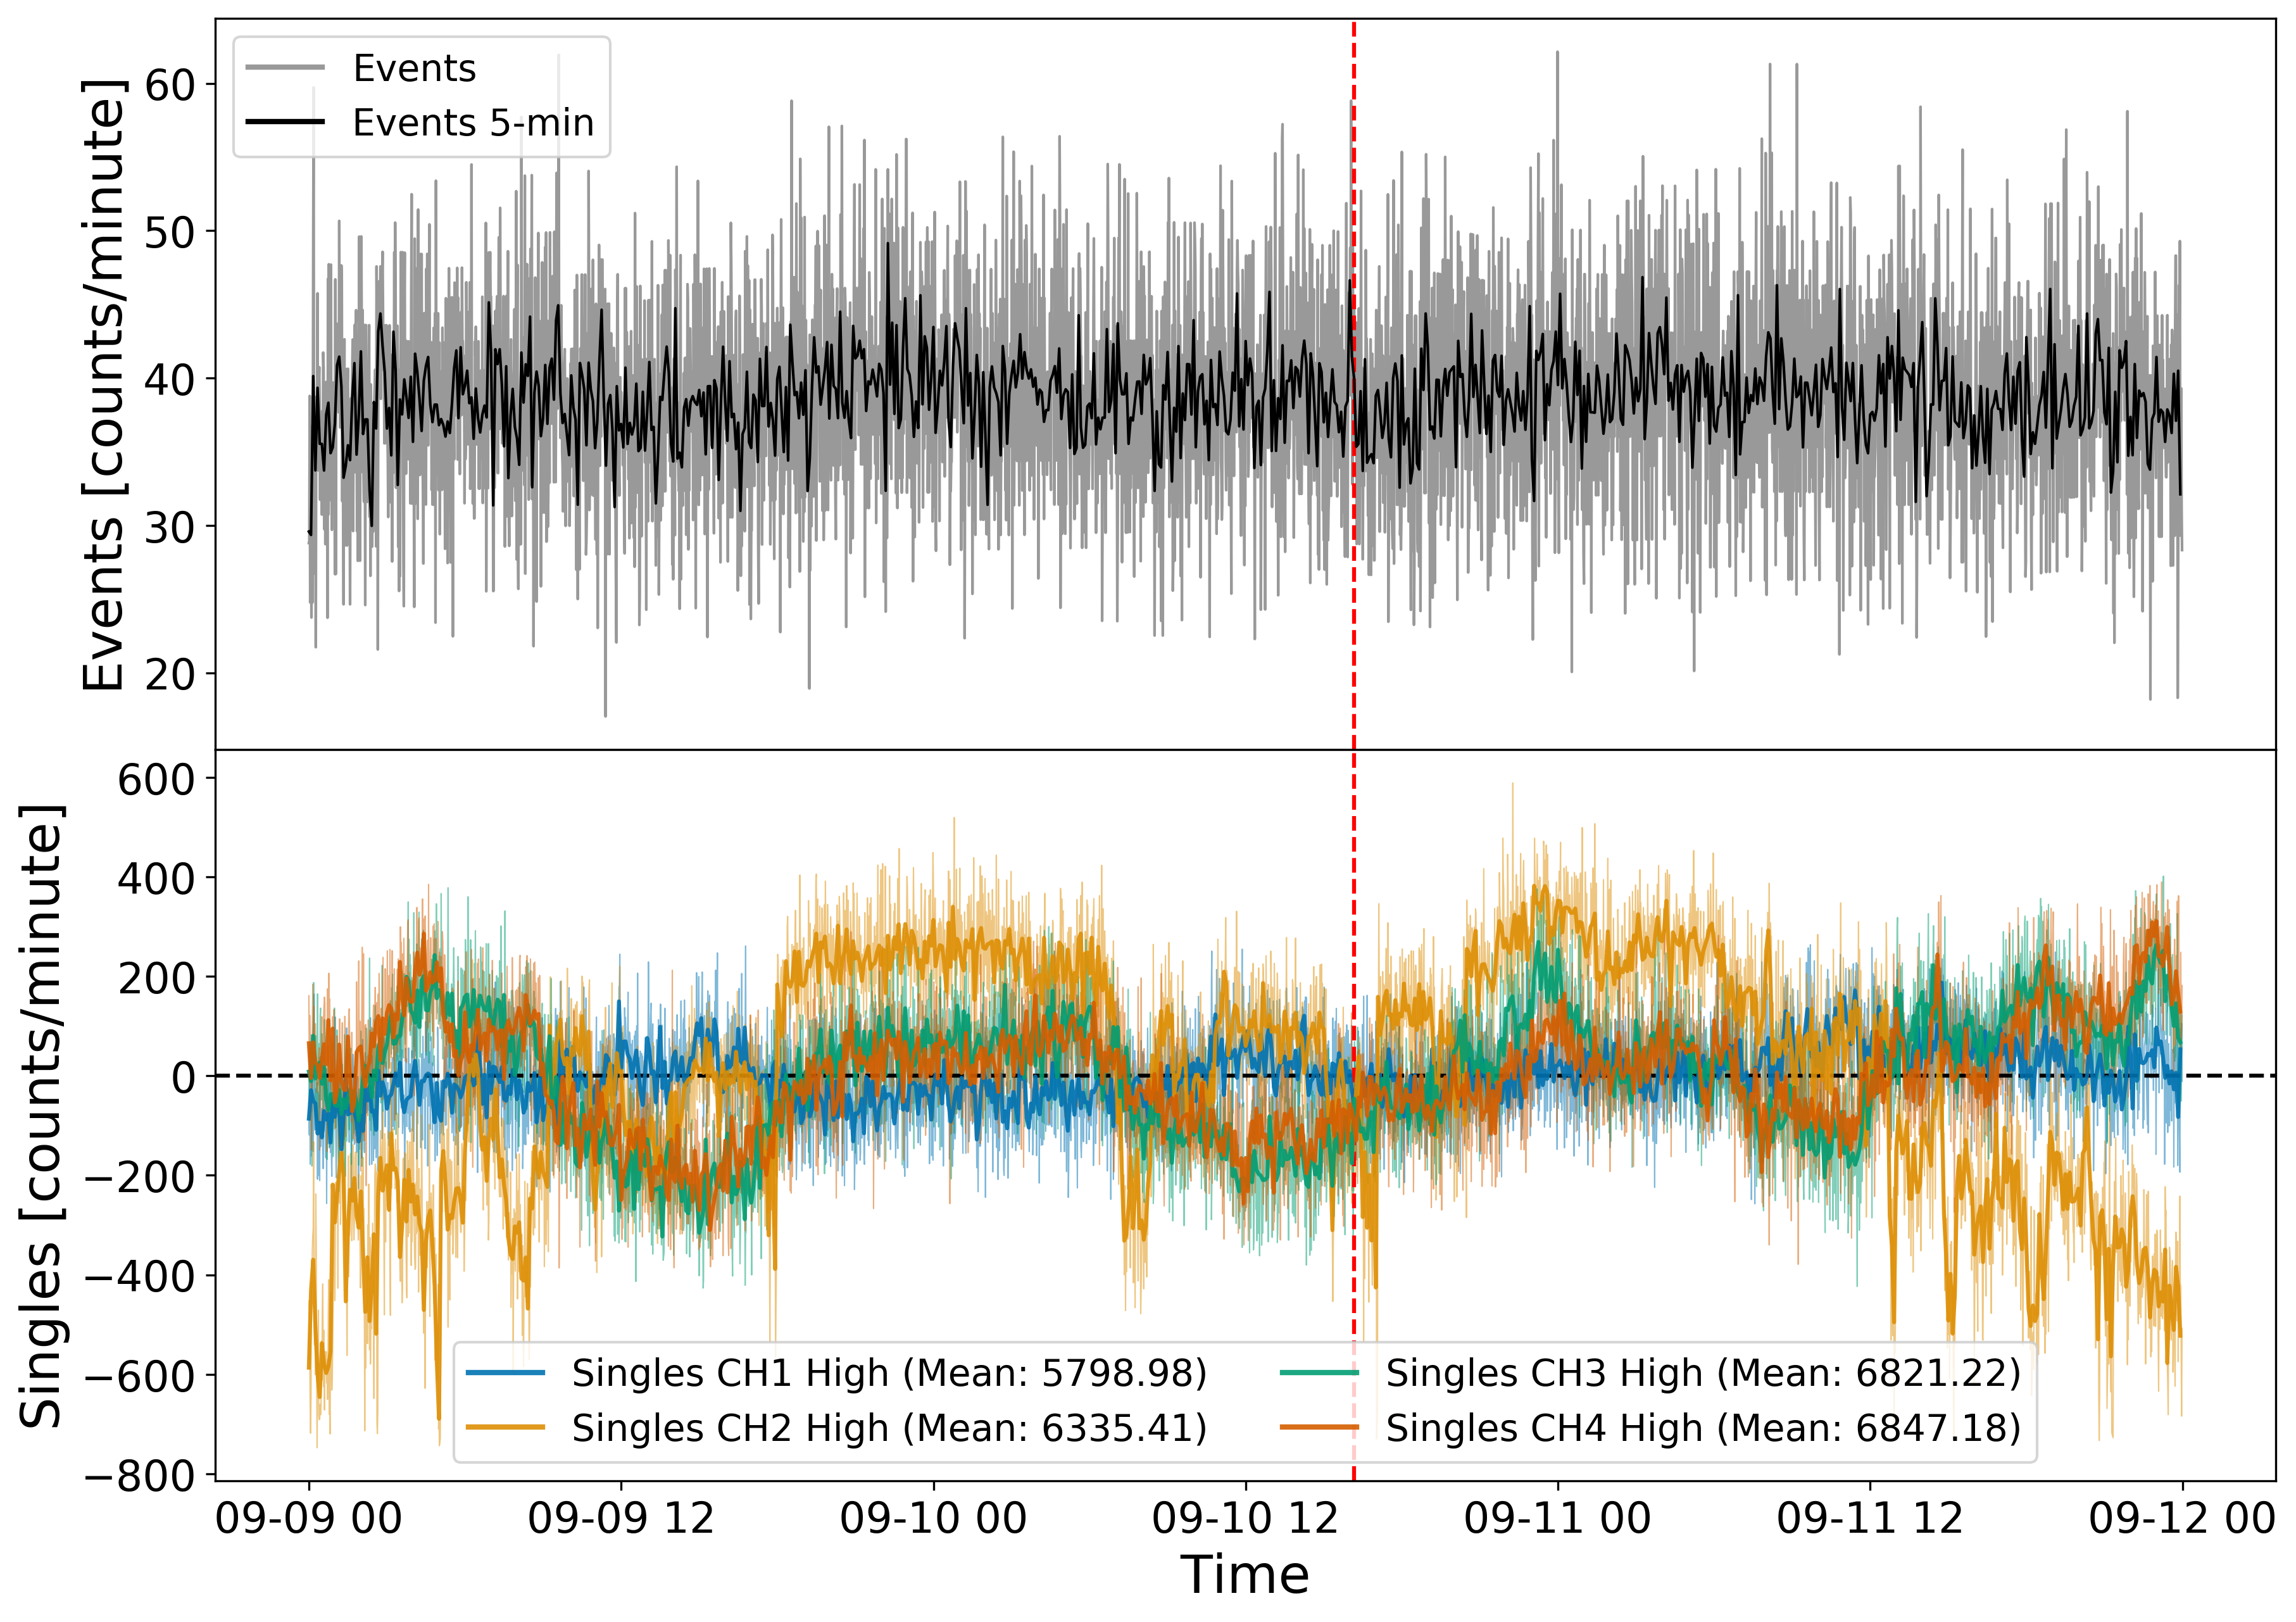 Events [counts/minute]
60
50
40
30
20
Events
Events 5-min
Singles [counts/minute]
600
400
200
0
−200
−400
−600
−800
Singles CH1 High (Mean: 5798.98)
Singles CH2 High (Mean: 6335.41)
Singles CH3 High (Mean: 6821.22)
Singles CH4 High (Mean: 6847.18)
09-09 00
09-09 12
09-10 00
09-10 12
09-11 00
09-11 12
09-12 00
Time